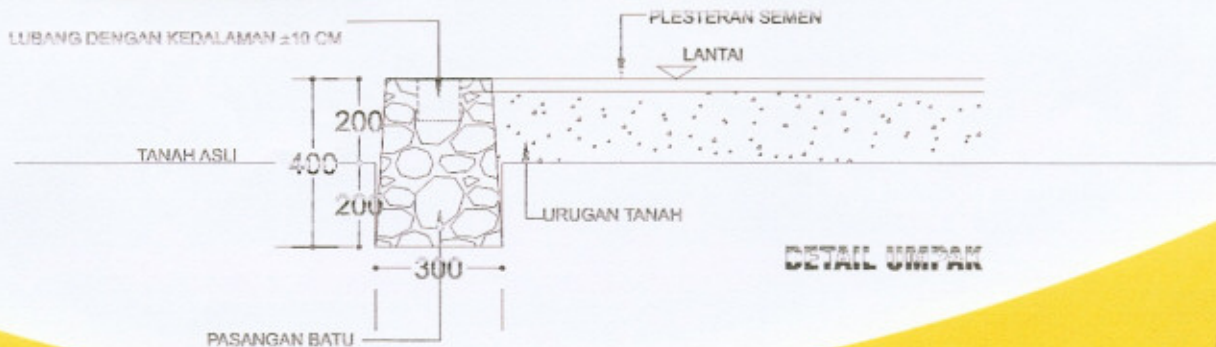 PLESTERAN SEMEN
LUBANG DENGAN KEDALAMAN ±10 CM
LANTAI
200
TANAH ASLI
400
200
URUGAN TANAH
DETAIL UMPAK
300
PASANGAN BATU